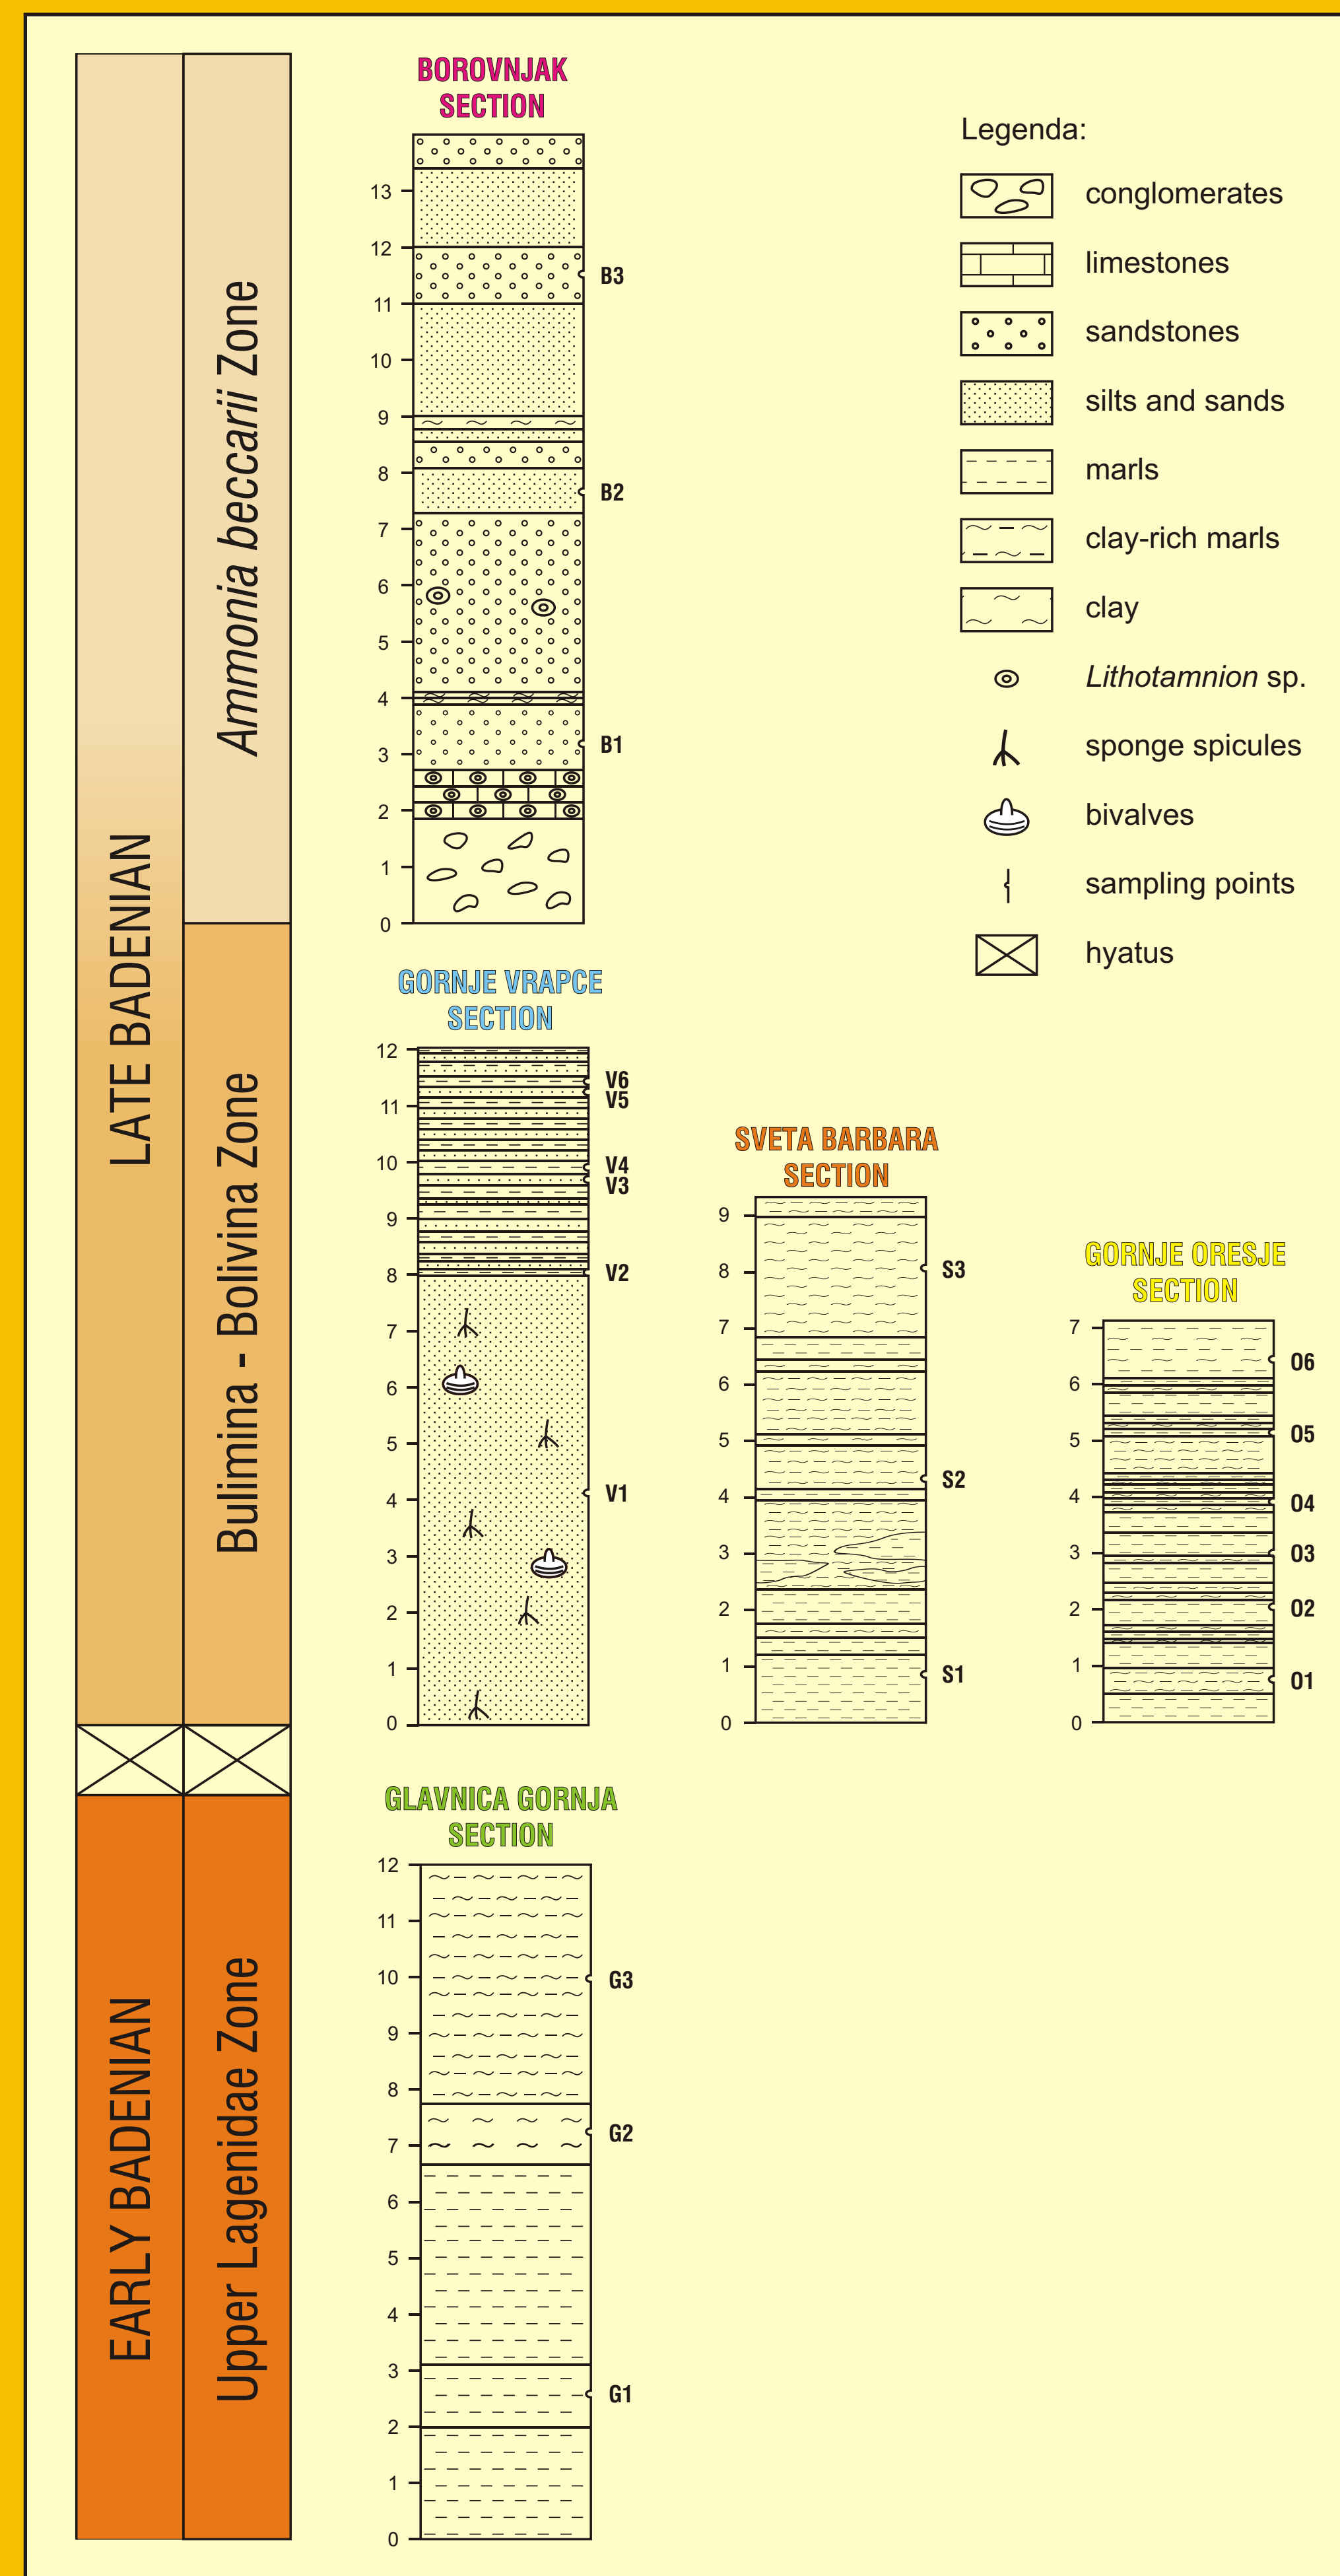 LATE BADENIAN
EARLY BADENIAN
Ammonia beccarii Zone
Bulimina - Bolivina Zone
Upper Lagenidae Zone
BOROVNJAK
SECTION
13
12
11
10
9
8
7
6
5
4
3
2
1
0
B3
B2
B1
Legenda:
conglomerates
limestones
sandstones
silts and sands
marls
clay-rich marls
clay
Lithotamnion sp.
sponge spicules
bivalves
sampling points
hyatus
GORNJE VRAPCE
SECTION
12
11
10
9
8
7
6
5
4
3
2
1
0
V6
V5
V4
V3
V2
V1
SVETA BARBARA
SECTION
9
8
7
6
5
4
3
2
1
0
S3
S2
S1
GORNJE ORESJE
SECTION
7
6
5
4
3
2
1
0
O6
O5
O4
O3
O2
O1
GLAVNICA GORNJA
SECTION
12
11
10
9
8
7
6
5
4
3
2
1
0
G3
G2
G1